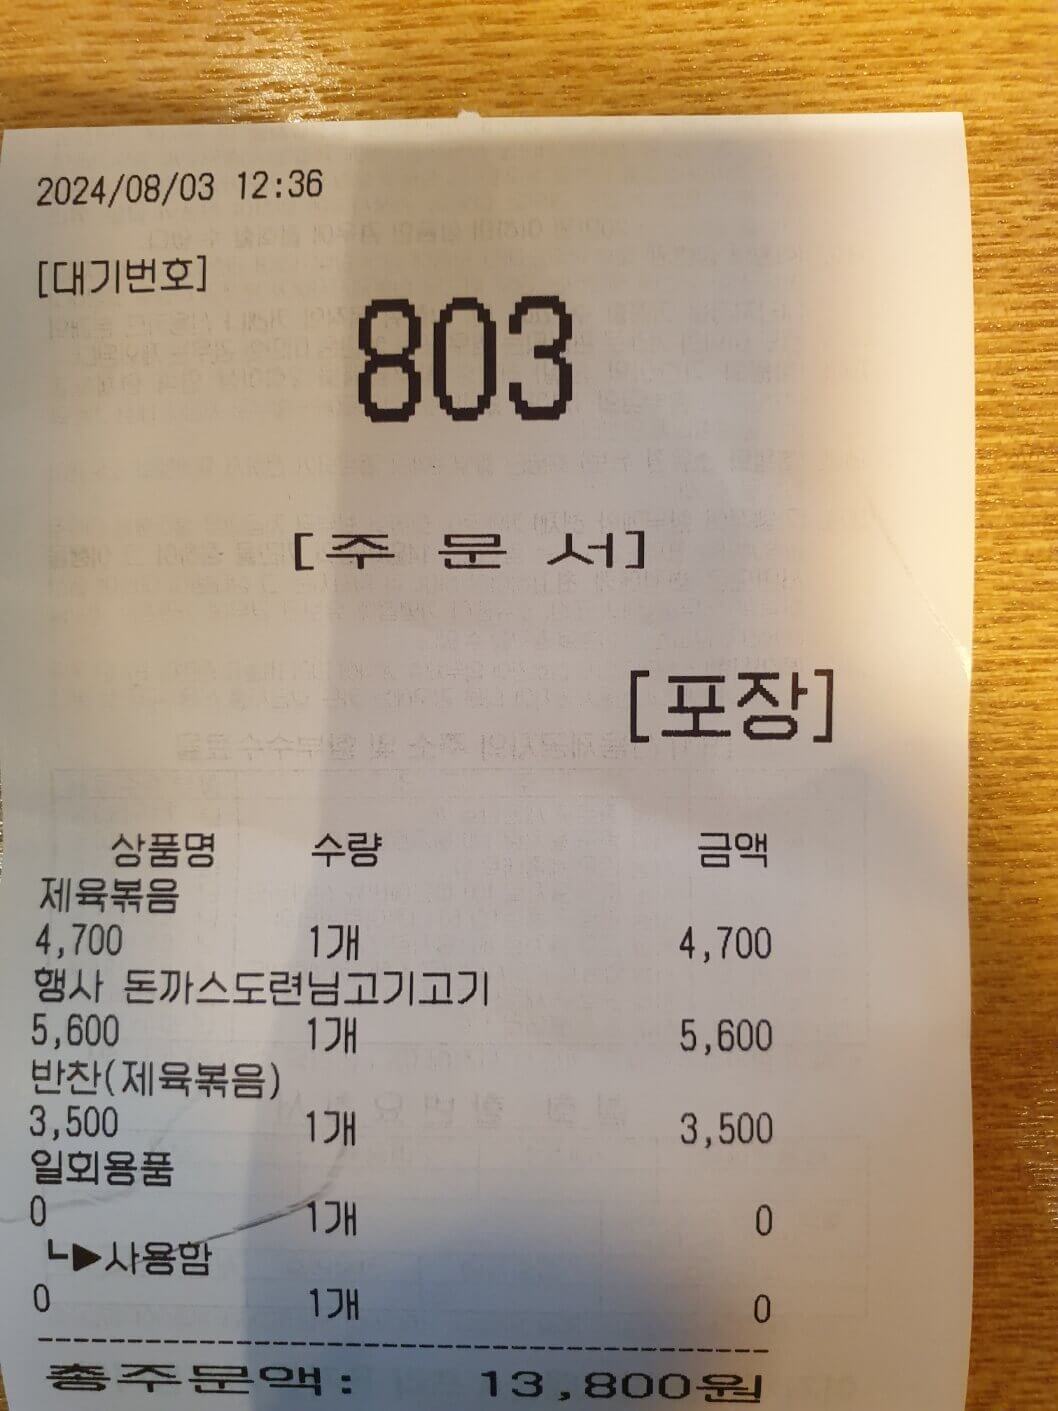 2024/08/03 12:36
[대기번호]
803
[주 문 서]
[포장]
상품명 수량 금액
제육볶음
4,700 1개 4,700
행사 돈까스도련님고기고기
5,600 1개 5,600
반찬(제육볶음)
3,500 1개 3,500
일회용품
0 1개 0
┗▶사용함
0 1개 0
총주문액: 13,800원